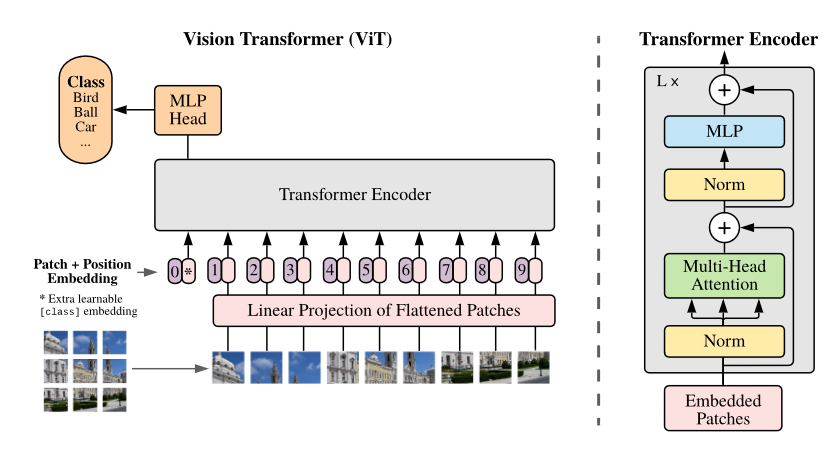 Vision Transformer (ViT)
Class
Bird
Ball
Car
...
MLP
Head
Transformer Encoder
Patch + Position
Embedding
0 * 1 2 3 4 5 6 7 8 9
* Extra learnable
[class] embedding
Linear Projection of Flattened Patches
Transformer Encoder
L x
+
MLP
Norm
+
Multi-Head
Attention
Norm
Embedded
Patches